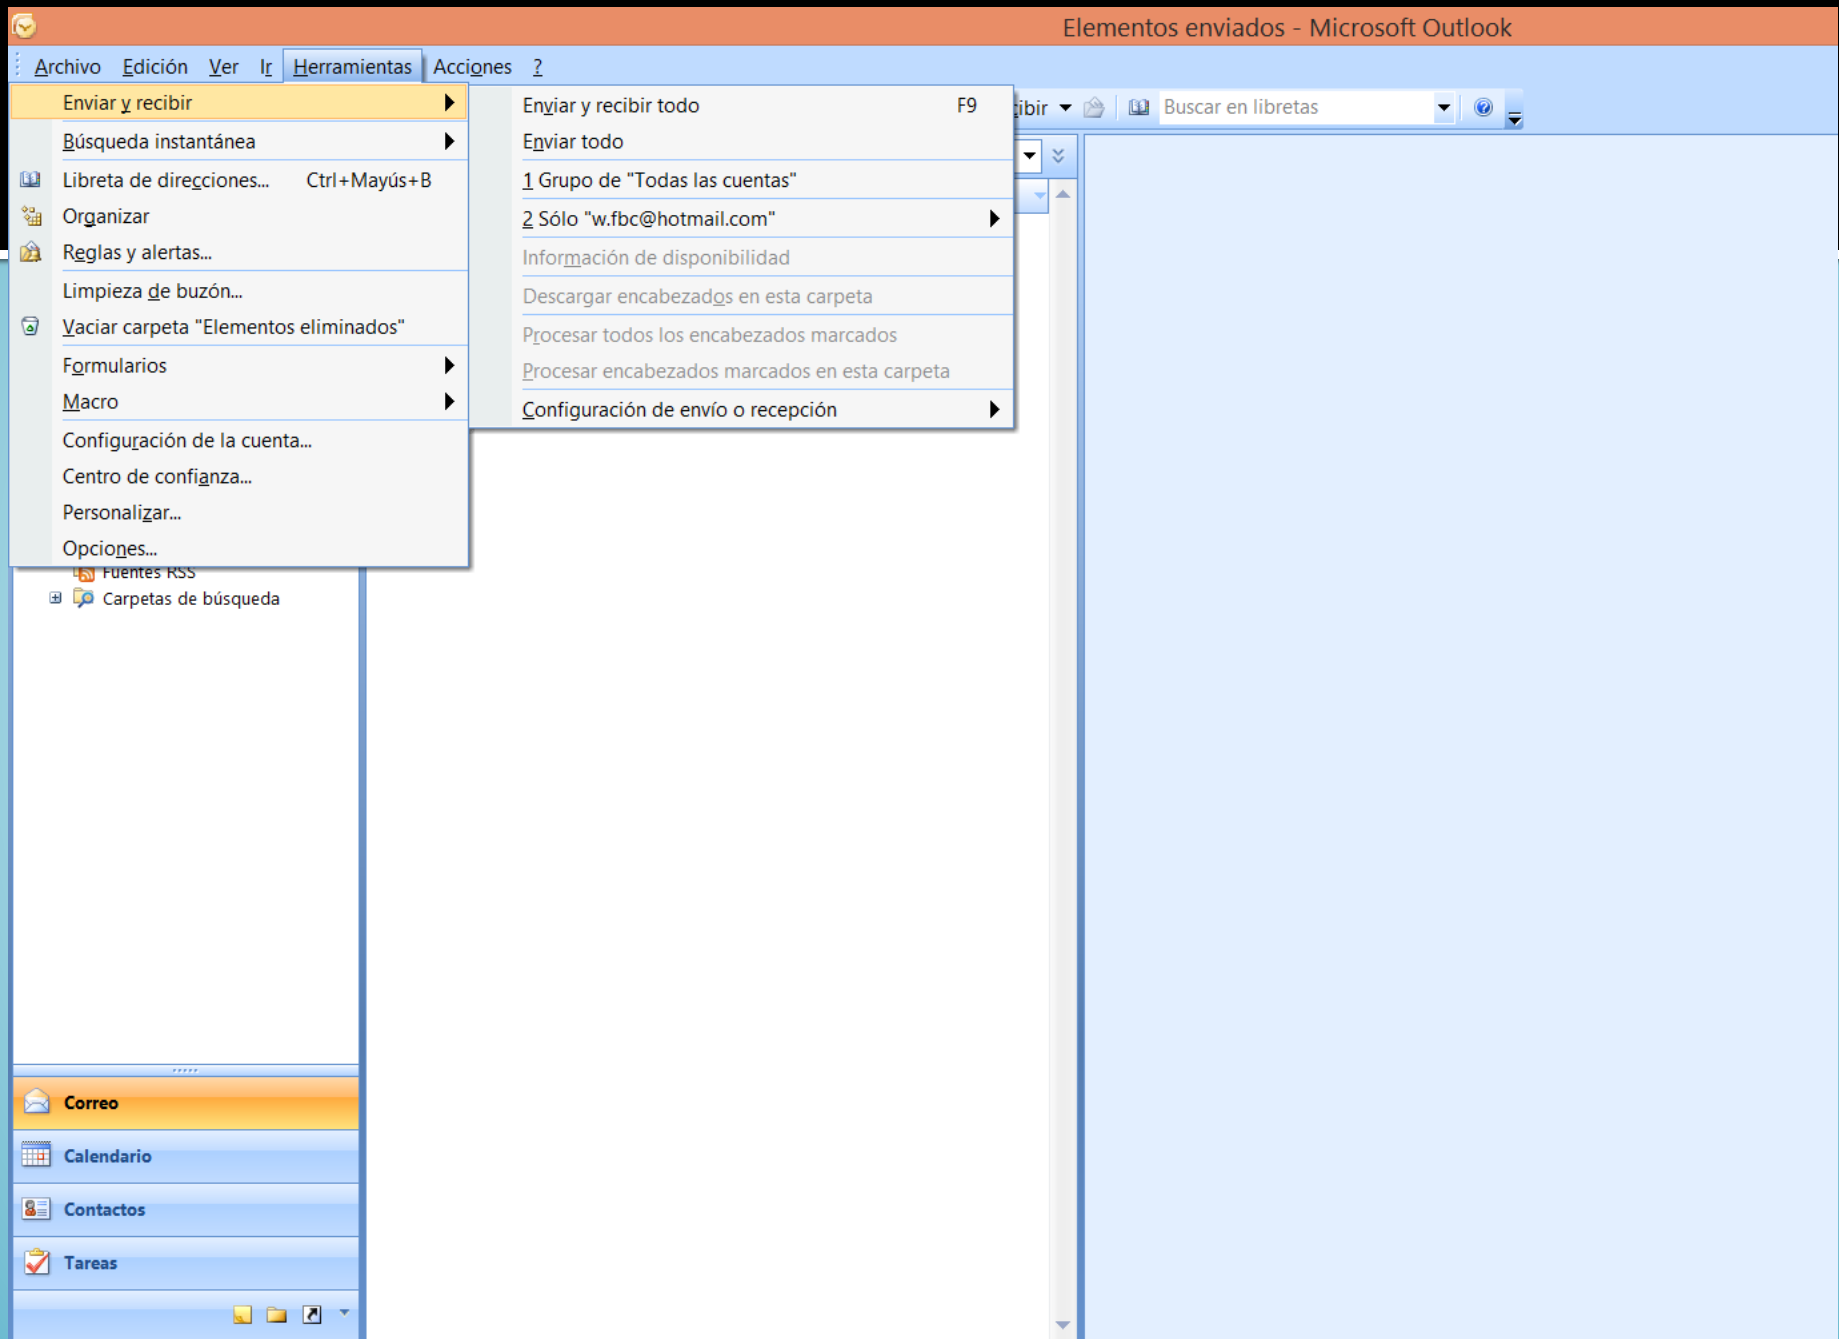 Elementos enviados - Microsoft Outlook
Archivo Edición Ver Ir Herramientas Acciones ?
Enviar y recibir
Búsqueda instantánea
Libreta de direcciones... Ctrl+Mayús+B
Organizar
Reglas y alertas...
Limpieza de buzón...
Vaciar carpeta "Elementos eliminados"
Formularios
Macro
Configuración de la cuenta...
Centro de confianza...
Personalizar...
Opciones...
Enviar y recibir todo F9
Enviar todo
1 Grupo de "Todas las cuentas"
2 Sólo "w.fbc@hotmail.com"
Información de disponibilidad
Descargar encabezados en esta carpeta
Procesar todos los encabezados marcados
Procesar encabezados marcados en esta carpeta
Configuración de envío o recepción
Buscar en libretas
Fuentes RSS
Carpetas de búsqueda
Correo
Calendario
Contactos
Tareas